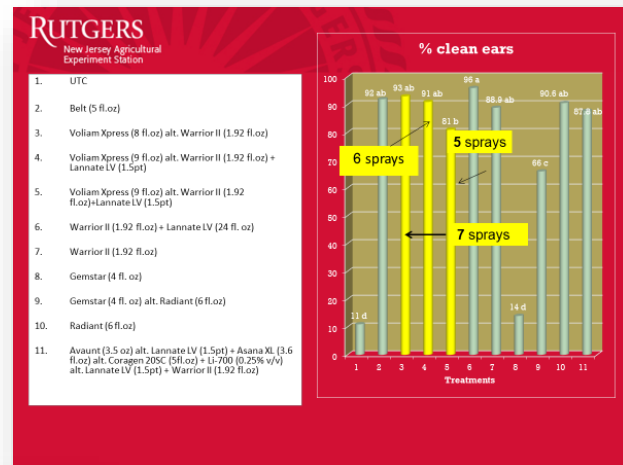 RUTGERS
New Jersey Agricultural
Experiment Station
1. UTC
2. Belt (5 fl.oz)
3. Voliam Xpress (8 fl.oz) alt. Warrior II (1.92 fl.oz)
4. Voliam Xpress (9 fl.oz) alt. Warrior II (1.92 fl.oz) +
Lannate LV (1.5pt)
5. Voliam Xpress (9 fl.oz) alt. Warrior II (1.92
fl.oz)+Lannate LV (1.5pt)
6. Warrior II (1.92 fl.oz) + Lannate LV (24 fl. oz)
7. Warrior II (1.92 fl.oz)
8. Gemstar (4 fl. oz)
9. Gemstar (4 fl. oz) alt. Radiant (6 fl.oz)
10. Radiant (6 fl.oz)
11. Avaunt (3.5 oz) alt. Lannate LV (1.5pt) + Asana XL (3.6
fl.oz) alt. Coragen 20SC (5fl.oz) + Li-700 (0.25% v/v)
alt. Lannate LV (1.5pt) + Warrior II (1.92 fl.oz)
% clean ears
100
90
80
70
60
50
40
30
20
10
0
11 d
92 ab
93 ab
91 ab
81 b
96 a
88.9 ab
14 d
66 c
90.6 ab
87.8 ab
6 sprays
5 sprays
7 sprays
1 2 3 4 5 6 7 8 9 10 11
Treatments